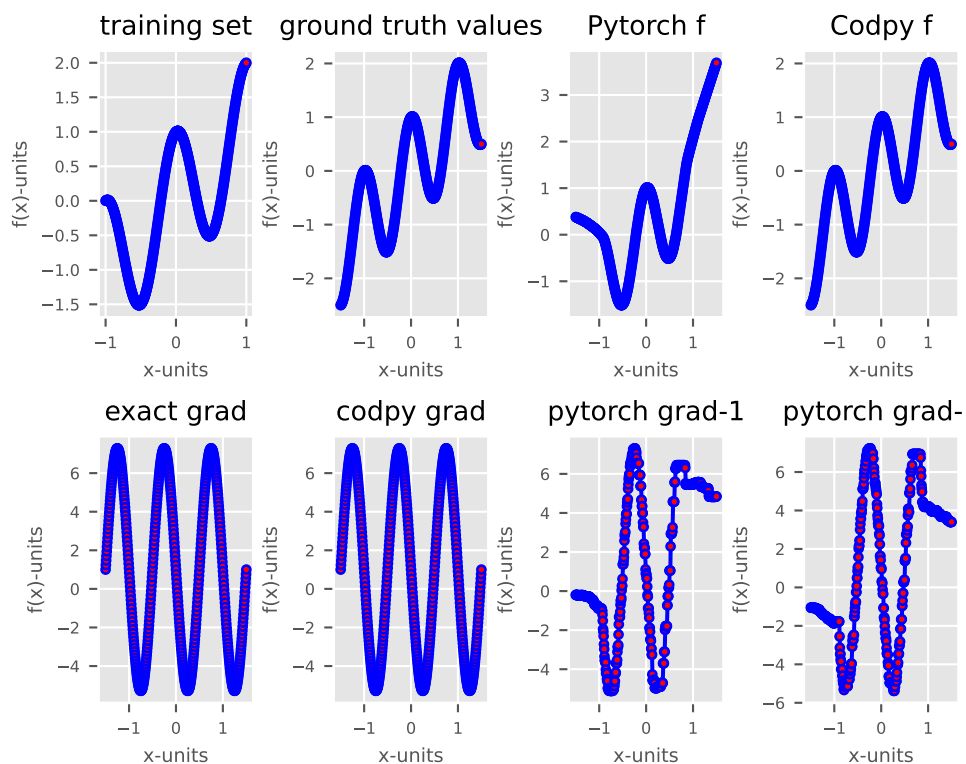 training set
ground truth values
Pytorch f
Codpy f
2.0
1.5
1.0
0.5
0.0
−0.5
−1.0
−1.5
f(x)-units
−1 0 1
x-units
2
1
0
−1
−2
f(x)-units
−1 0 1
x-units
3
2
1
0
−1
f(x)-units
−1 0 1
x-units
2
1
0
−1
−2
f(x)-units
−1 0 1
x-units
exact grad
codpy grad
pytorch grad-1
pytorch grad-
6
4
2
0
−2
−4
f(x)-units
−1 0 1
x-units
6
4
2
0
−2
−4
f(x)-units
−1 0 1
x-units
6
4
2
0
−2
−4
f(x)-units
−1 0 1
x-units
6
4
2
0
−2
−4
−6
f(x)-units
−1 0 1
x-units